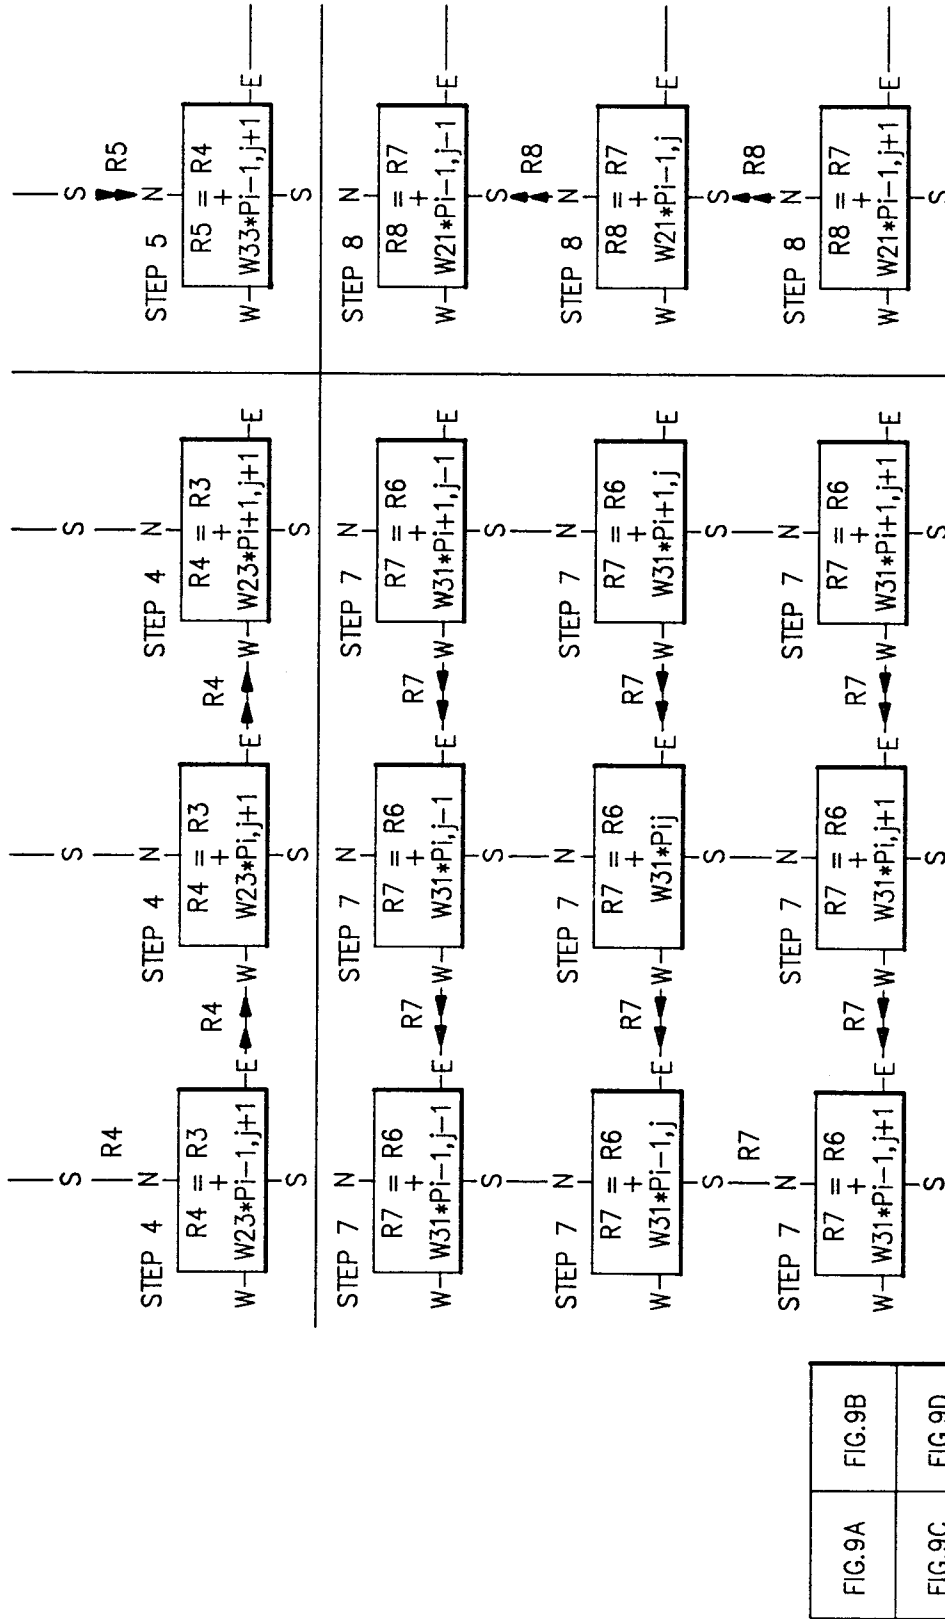 S S S S
R4 R5
STEP 4 N STEP 4 N STEP 4 N STEP 5 N
R4 = R3 R4 = R3 R4 = R3 R5 = R4
R4 R4
+ + + +
W E W E W E W E
W23*Pi-1,j+1 W23*Pi,j+1 W23*Pi+1,j+1 W33*Pi-1,j+1
S S S S
STEP 7 N STEP 7 N STEP 7 N STEP 8 N
R7 = R6 R7 = R6 R7 = R6 R8 = R7
R7 R7
+ + + +
W E W E W E W E
W31*Pi-1,j-1 W31*Pi,j-1 W31*Pi+1,j-1 W21*Pi-1,j-1
S S S S
R8
STEP 7 N STEP 7 N STEP 7 N STEP 8 N
R7 = R6 R7 = R6 R7 = R6 R8 = R7
R7 R7
+ + + +
W E W E W E W E
W31*Pi-1,j W31*Pij W31*Pi+1,j W21*Pi-1,j
S S S S
R7 R8
STEP 7 N STEP 7 N STEP 7 N STEP 8 N
R7 = R6 R7 = R6 R7 = R6 R8 = R7
R7 R7
+ + + +
W E W E W E W E
W31*Pi-1,j+1 W31*Pi,j+1 W31*Pi+1,j+1 W21*Pi-1,j+1
S S S S
FIG.9A FIG.9B
FIG.9C FIG.9D